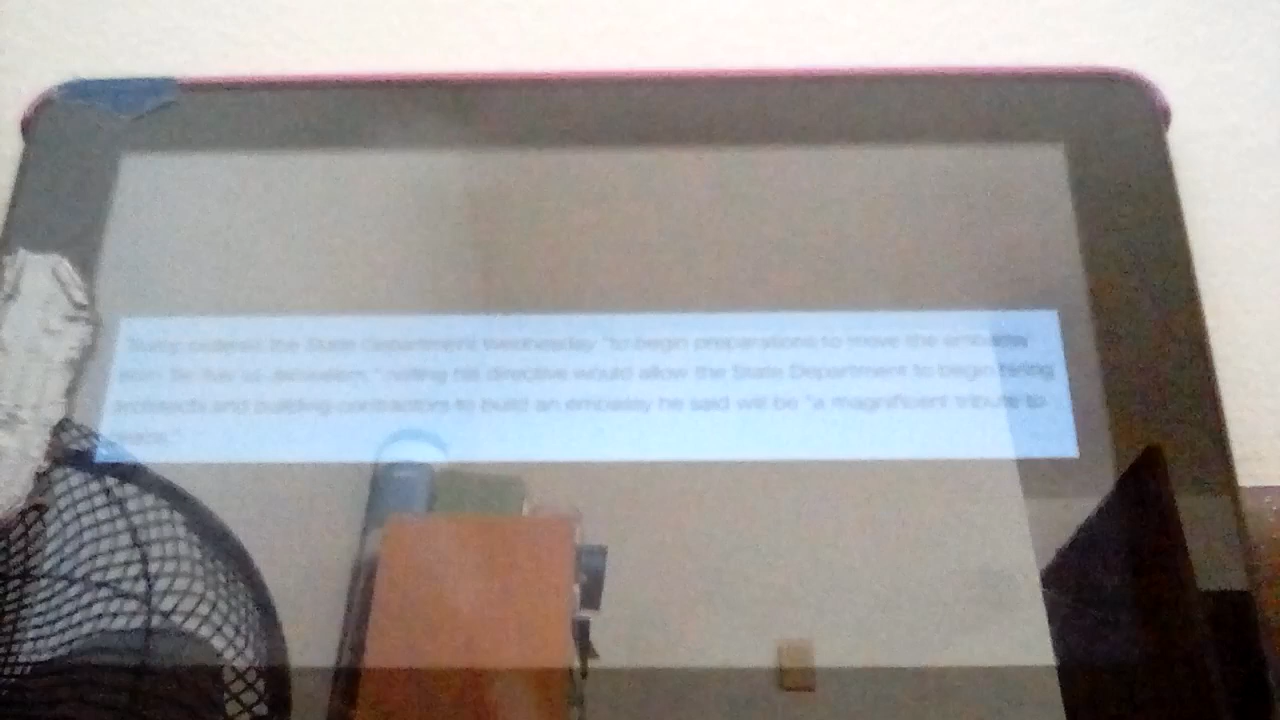 Trump ordered the State Department Wednesday "to begin preparations to move the embassy
from Tel Aviv to Jerusalem," noting his directive would allow the State Department to begin hiring
architects and building contractors to build an embassy he said will be "a magnificent tribute to